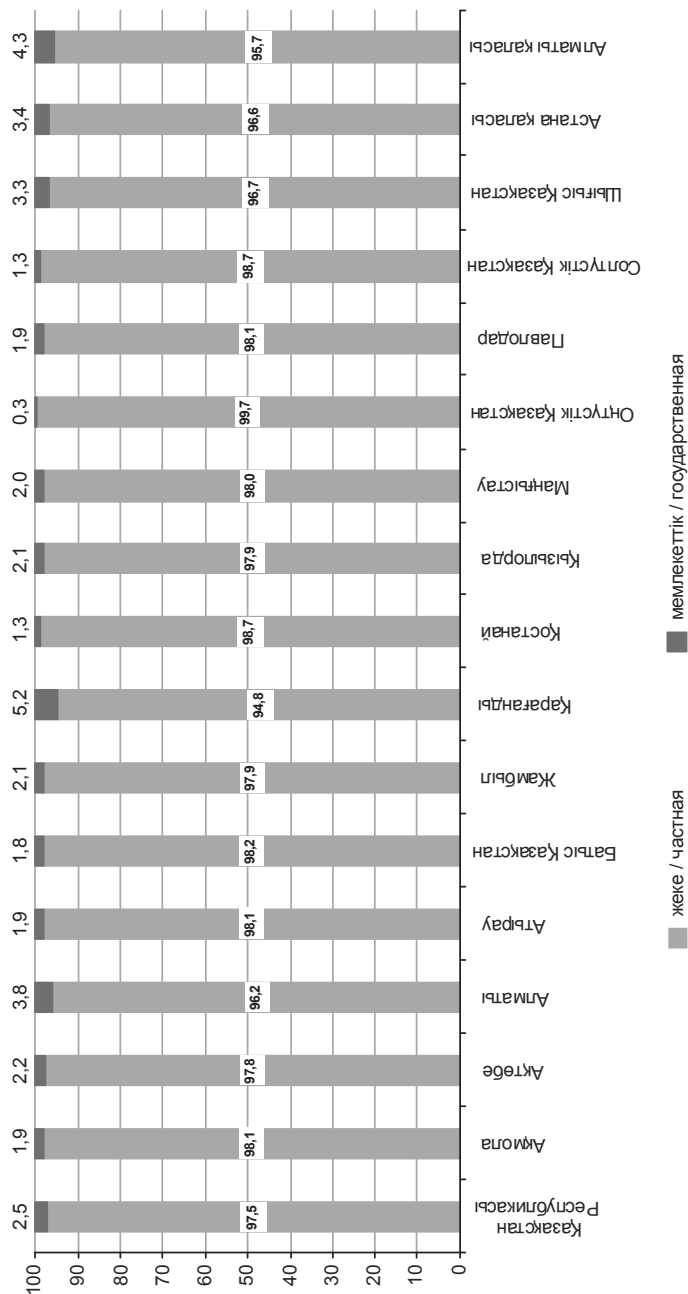 2,5
1,9
2,2
3,8
1,9
1,8
2,1
5,2
1,3
2,1
2,0
0,3
1,9
1,3
3,3
3,4
4,3
100
90
80
70
60
50
40
30
20
10
0
97,5
98,1
97,8
96,2
98,1
98,2
97,9
94,8
98,7
97,9
98,0
99,7
98,1
98,7
96,7
96,6
95,7
Қазақстан
Республикасы
Ақмола
Ақтөбе
Алматы
Атырау
Батыс Қазақстан
Жамбыл
Қарағанды
Қостанай
Қызылорда
Маңғыстау
Оңтүстік Қазақстан
Павлодар
Солтүстік Қазақстан
Шығыс Қазақстан
Астана қаласы
Алматы қаласы
жеке / частная
мемлекеттік / государственная